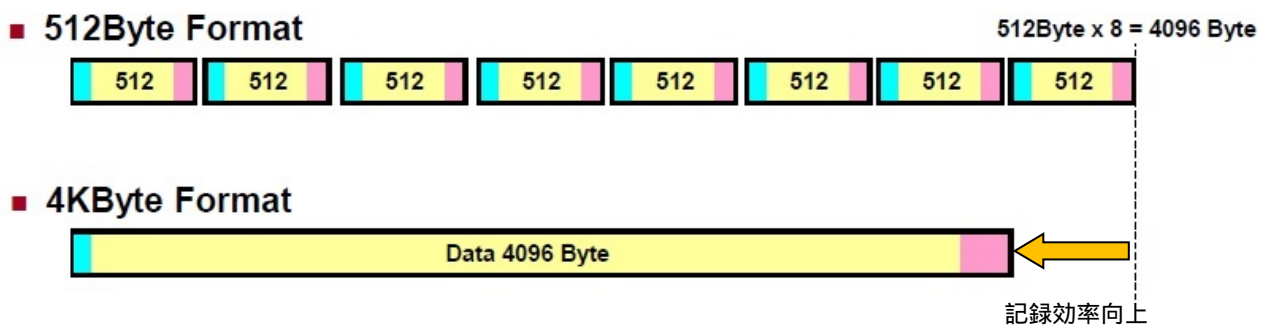 512Byte Format
512Byte x 8 = 4096 Byte
512 512 512 512 512 512 512 512
4KByte Format
Data 4096 Byte
記録効率向上